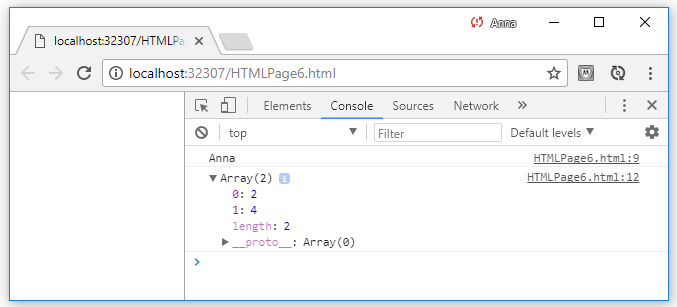 Anna
localhost:32307/HTMLPa
localhost:32307/HTMLPage6.html
Elements Console Sources Network »
top Filter Default levels
Anna HTMLPage6.html:9
Array(2) i HTMLPage6.html:12
0: 2
1: 4
length: 2
__proto__: Array(0)